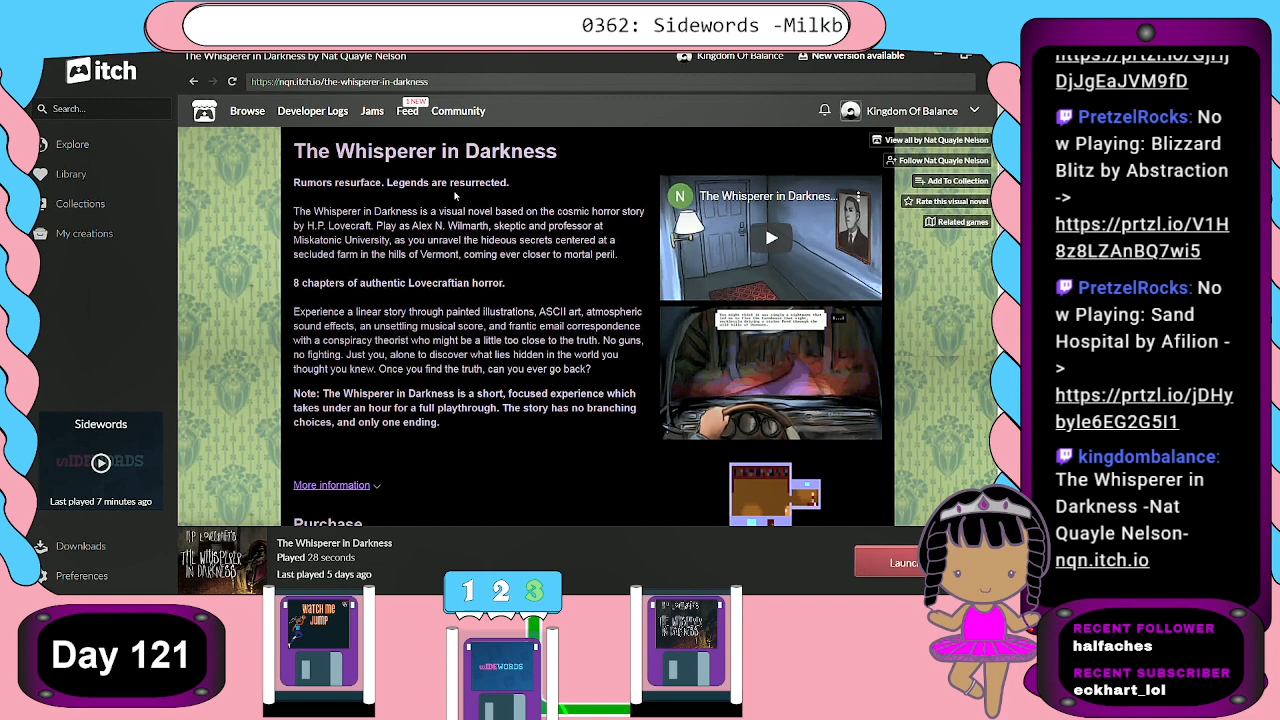 0362: Sidewords -Milkb
The Whisperer in Darkness by Nat Quayle Nelson
Kingdom Of Balance
New version available
itch
https://nqn.itch.io/the-whisperer-in-darkness
Search...
Browse
Developer Logs
Jams
1 NEW
Feed
Community
Kingdom Of Balance
Explore
Library
Collections
My creations
The Whisperer in Darkness
Rumors resurface. Legends are resurrected.
The Whisperer in Darkness is a visual novel based on the cosmic horror story
by H.P. Lovecraft. Play as Alex N. Wilmarth, skeptic and professor at
Miskatonic University, as you unravel the hideous secrets centered at a
secluded farm in the hills of Vermont, coming ever closer to mortal peril.
8 chapters of authentic Lovecraftian horror.
Experience a linear story through painted illustrations, ASCII art, atmospheric
sound effects, an unsettling musical score, and frantic email correspondence
with a conspiracy theorist who might be a little too close to the truth. No guns,
no fighting. Just you, alone to discover what lies hidden in the world you
thought you knew. Once you find the truth, can you ever go back?
Note: The Whisperer in Darkness is a short, focused experience which
takes under an hour for a full playthrough. The story has no branching
choices, and only one ending.
More information
Purchase
N
The Whisperer in Darknes...
View all by Nat Quayle Nelson
Follow Nat Quayle Nelson
Add To Collection
Rate this visual novel
Related games
Sidewords
SIDEWORDS
Last played 7 minutes ago
Downloads
Preferences
H.P. LOVECRAFT'S
THE WHISPERER
IN DARKNESS
The Whisperer in Darkness
Played 28 seconds
Last played 5 days ago
Launc
DjJgEaJVM9fD
PretzelRocks: No
w Playing: Blizzard
Blitz by Abstraction
->
https://prtzl.io/V1H
8z8LZAnBQ7wi5
PretzelRocks: No
w Playing: Sand
Hospital by Afilion -
>
https://prtzl.io/jDHy
byle6EG2G5I1
kingdombalance:
The Whisperer in
Darkness -Nat
Quayle Nelson-
nqn.itch.io
Day 121
WATCH ME
JUMP
1 2 3
SIDEWORDS
RECENT FOLLOWER
halfaches
RECENT SUBSCRIBER
eckhart_lol